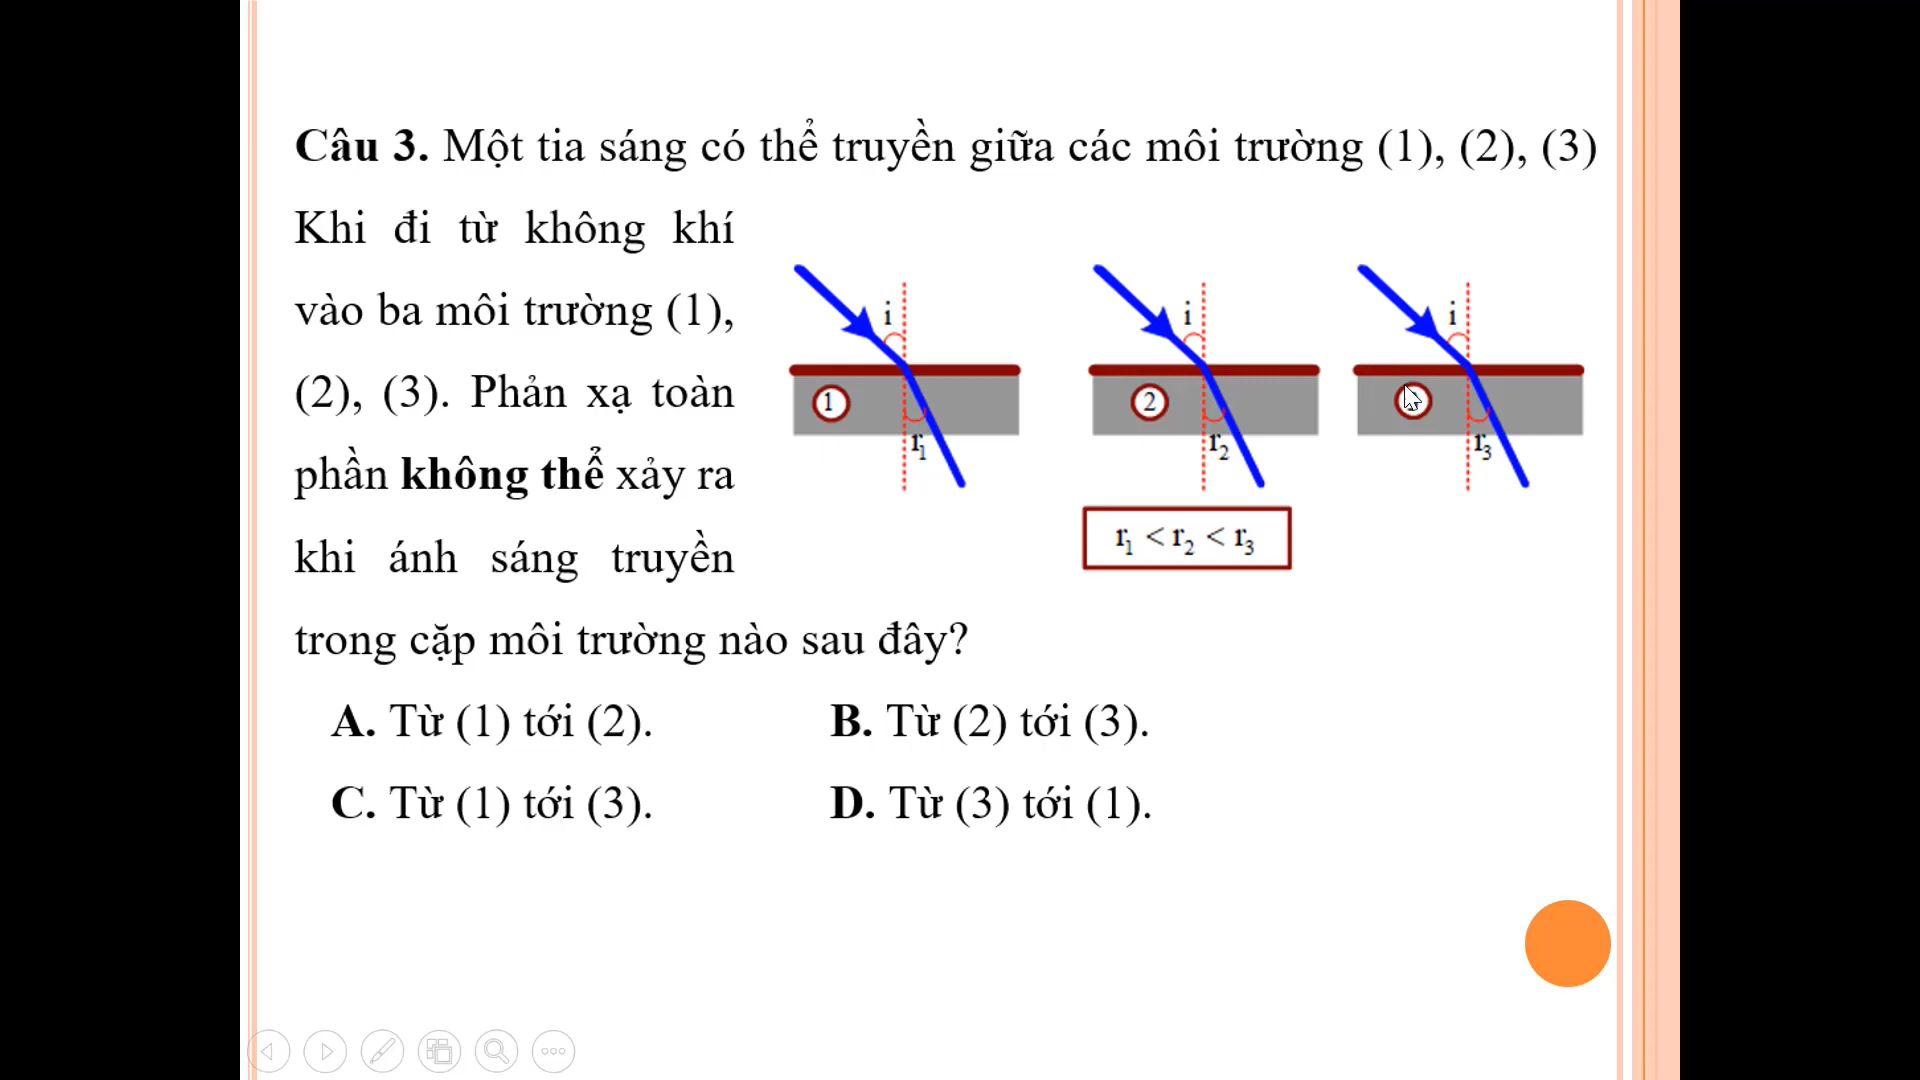 Câu 3. Một tia sáng có thể truyền giữa các môi trường (1), (2), (3)
Khi đi từ không khí
vào ba môi trường (1),
(2), (3). Phản xạ toàn
phần không thể xảy ra
khi ánh sáng truyền
trong cặp môi trường nào sau đây?
i
i
i
1
2
r1
r2
r3
r1 < r2 < r3
A. Từ (1) tới (2).
B. Từ (2) tới (3).
C. Từ (1) tới (3).
D. Từ (3) tới (1).